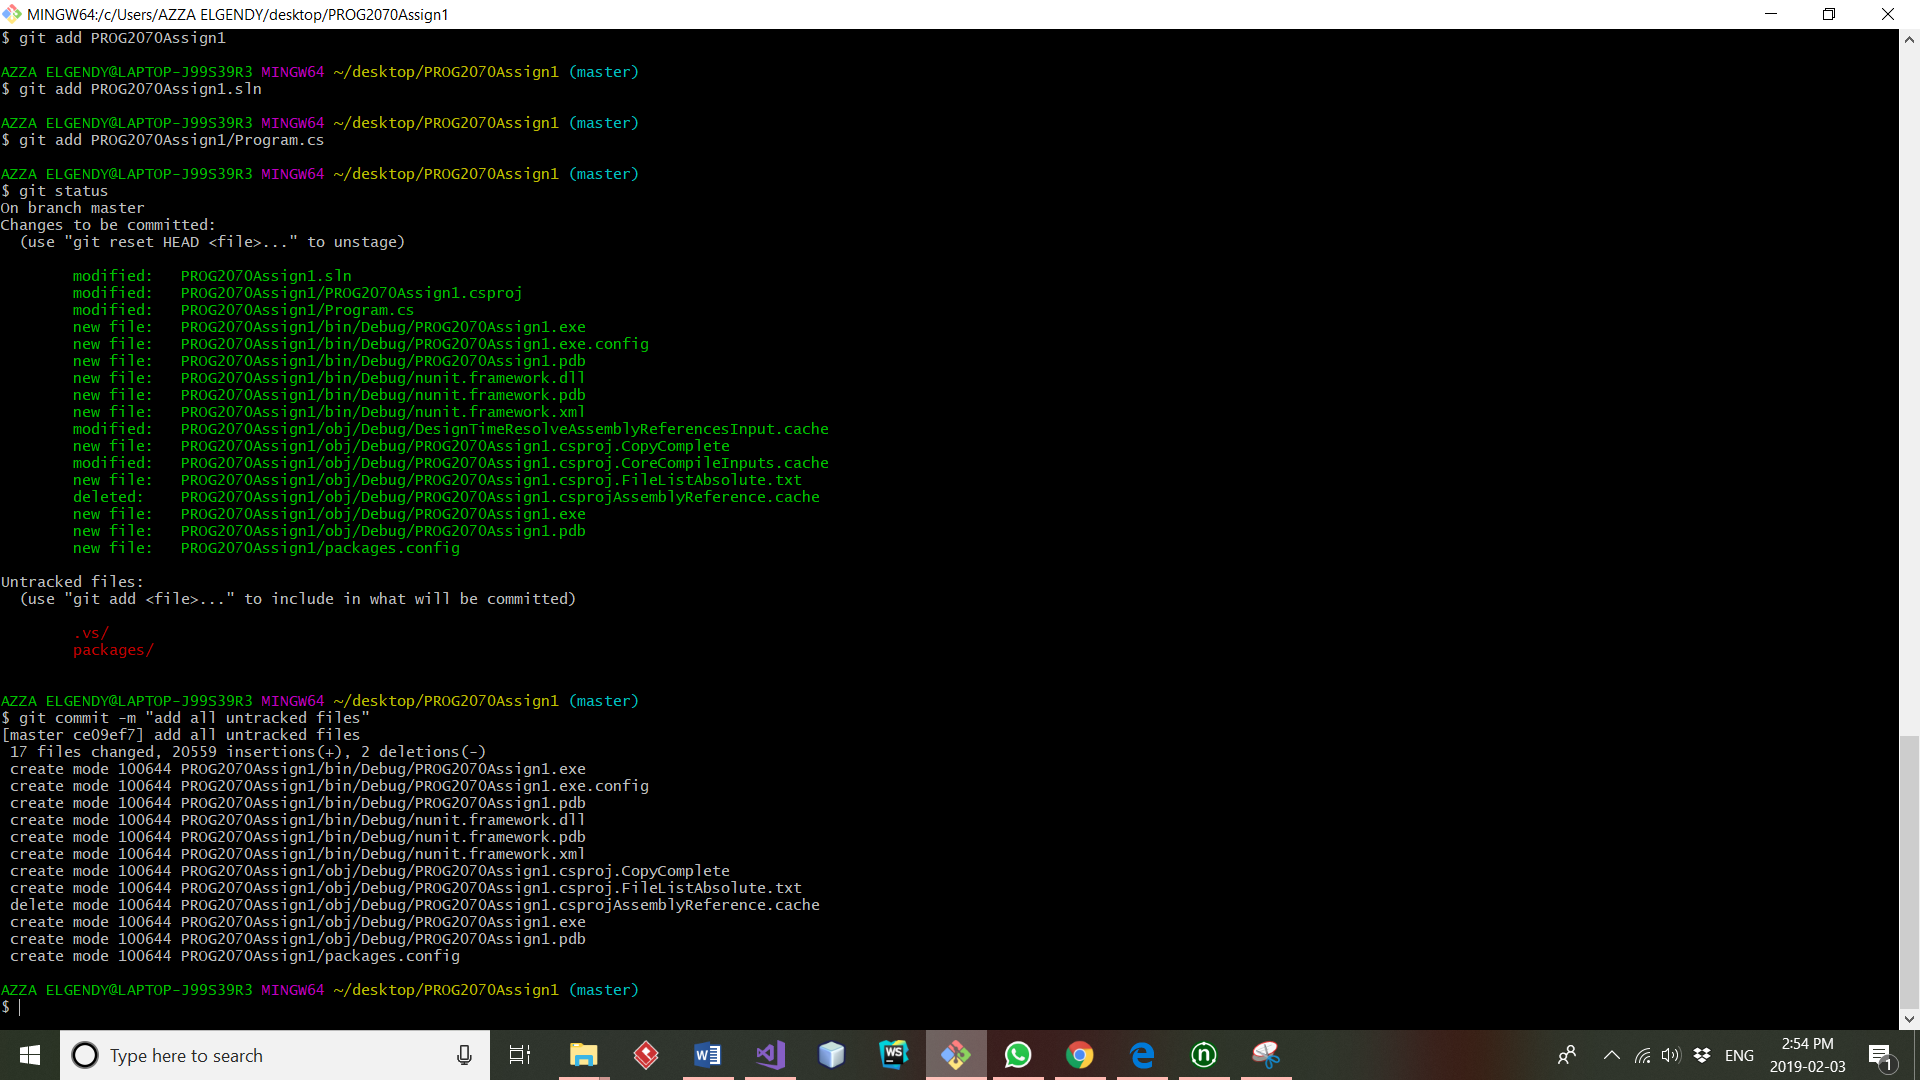 MINGW64:/c/Users/AZZA ELGENDY/desktop/PROG2070Assign1
$ git add PROG2070Assign1
AZZA ELGENDY@LAPTOP-J99S39R3 MINGW64 ~/desktop/PROG2070Assign1 (master)
$ git add PROG2070Assign1.sln
AZZA ELGENDY@LAPTOP-J99S39R3 MINGW64 ~/desktop/PROG2070Assign1 (master)
$ git add PROG2070Assign1/Program.cs
AZZA ELGENDY@LAPTOP-J99S39R3 MINGW64 ~/desktop/PROG2070Assign1 (master)
$ git status
On branch master
Changes to be committed:
(use "git reset HEAD <file>..." to unstage)
modified: PROG2070Assign1.sln
modified: PROG2070Assign1/PROG2070Assign1.csproj
modified: PROG2070Assign1/Program.cs
new file: PROG2070Assign1/bin/Debug/PROG2070Assign1.exe
new file: PROG2070Assign1/bin/Debug/PROG2070Assign1.exe.config
new file: PROG2070Assign1/bin/Debug/PROG2070Assign1.pdb
new file: PROG2070Assign1/bin/Debug/nunit.framework.dll
new file: PROG2070Assign1/bin/Debug/nunit.framework.pdb
new file: PROG2070Assign1/bin/Debug/nunit.framework.xml
modified: PROG2070Assign1/obj/Debug/DesignTimeResolveAssemblyReferencesInput.cache
new file: PROG2070Assign1/obj/Debug/PROG2070Assign1.csproj.CopyComplete
modified: PROG2070Assign1/obj/Debug/PROG2070Assign1.csproj.CoreCompileInputs.cache
new file: PROG2070Assign1/obj/Debug/PROG2070Assign1.csproj.FileListAbsolute.txt
deleted: PROG2070Assign1/obj/Debug/PROG2070Assign1.csprojAssemblyReference.cache
new file: PROG2070Assign1/obj/Debug/PROG2070Assign1.exe
new file: PROG2070Assign1/obj/Debug/PROG2070Assign1.pdb
new file: PROG2070Assign1/packages.config
Untracked files:
(use "git add <file>..." to include in what will be committed)
.vs/
packages/
AZZA ELGENDY@LAPTOP-J99S39R3 MINGW64 ~/desktop/PROG2070Assign1 (master)
$ git commit -m "add all untracked files"
[master ce09ef7] add all untracked files
17 files changed, 20559 insertions(+), 2 deletions(-)
create mode 100644 PROG2070Assign1/bin/Debug/PROG2070Assign1.exe
create mode 100644 PROG2070Assign1/bin/Debug/PROG2070Assign1.exe.config
create mode 100644 PROG2070Assign1/bin/Debug/PROG2070Assign1.pdb
create mode 100644 PROG2070Assign1/bin/Debug/nunit.framework.dll
create mode 100644 PROG2070Assign1/bin/Debug/nunit.framework.pdb
create mode 100644 PROG2070Assign1/bin/Debug/nunit.framework.xml
create mode 100644 PROG2070Assign1/obj/Debug/PROG2070Assign1.csproj.CopyComplete
create mode 100644 PROG2070Assign1/obj/Debug/PROG2070Assign1.csproj.FileListAbsolute.txt
delete mode 100644 PROG2070Assign1/obj/Debug/PROG2070Assign1.csprojAssemblyReference.cache
create mode 100644 PROG2070Assign1/obj/Debug/PROG2070Assign1.exe
create mode 100644 PROG2070Assign1/obj/Debug/PROG2070Assign1.pdb
create mode 100644 PROG2070Assign1/packages.config
AZZA ELGENDY@LAPTOP-J99S39R3 MINGW64 ~/desktop/PROG2070Assign1 (master)
$
Type here to search
WS
n
ENG
2:54 PM
2019-02-03
1